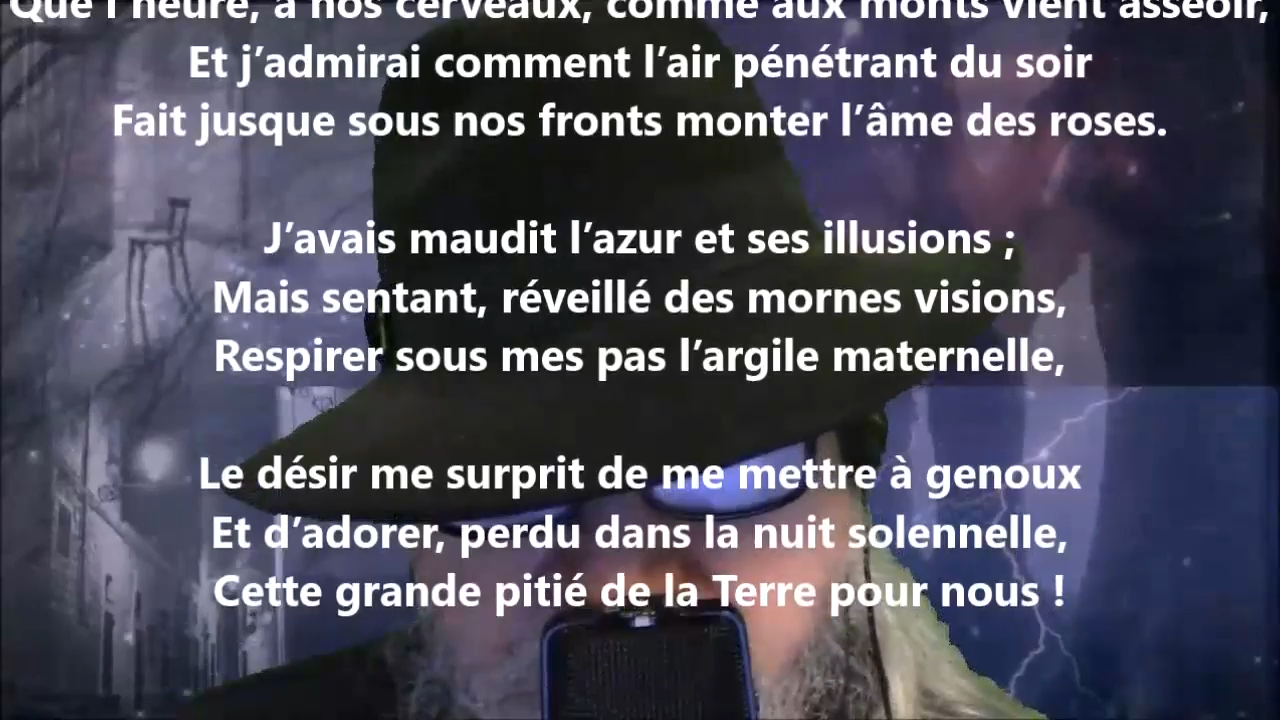 Que l’heure, à nos cerveaux, comme aux monts vient asseoir,
Et j’admirai comment l’air pénétrant du soir
Fait jusque sous nos fronts monter l’âme des roses.
J’avais maudit l’azur et ses illusions ;
Mais sentant, réveillé des mornes visions,
Respirer sous mes pas l’argile maternelle,
Le désir me surprit de me mettre à genoux
Et d’adorer, perdu dans la nuit solennelle,
Cette grande pitié de la Terre pour nous !